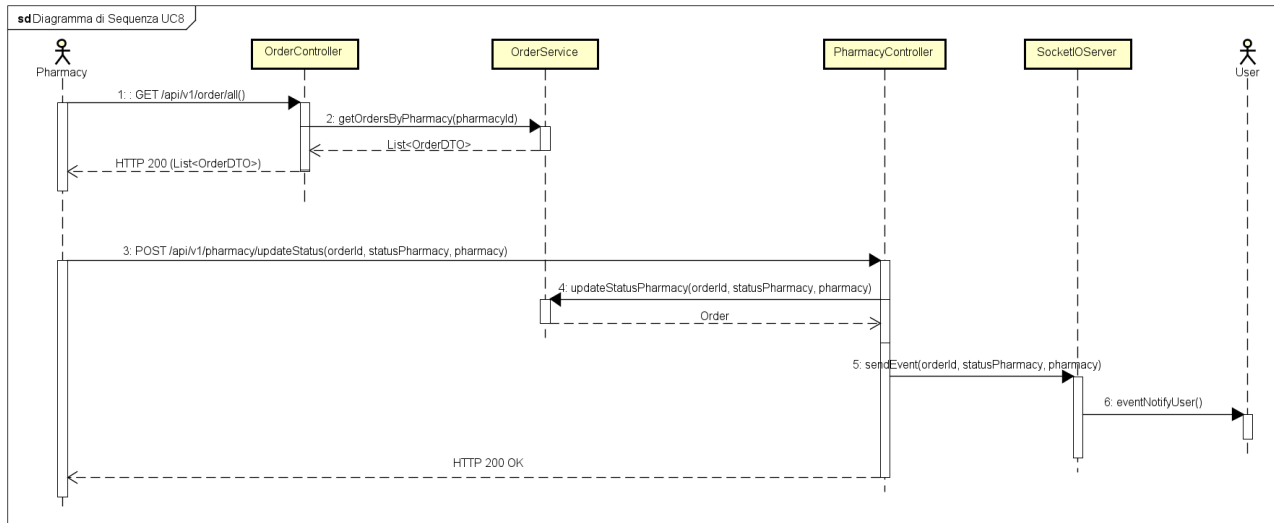 sd Diagramma di Sequenza UC8
Pharmacy
OrderController
OrderService
PharmacyController
SocketIOServer
User
1: : GET /api/v1/order/all()
2: getOrdersByPharmacy(pharmacyId)
List<OrderDTO>
HTTP 200 (List<OrderDTO>)
3: POST /api/v1/pharmacy/updateStatus(orderId, statusPharmacy, pharmacy)
4: updateStatusPharmacy(orderId, statusPharmacy, pharmacy)
Order
5: sendEvent(orderId, statusPharmacy, pharmacy)
6: eventNotifyUser()
HTTP 200 OK